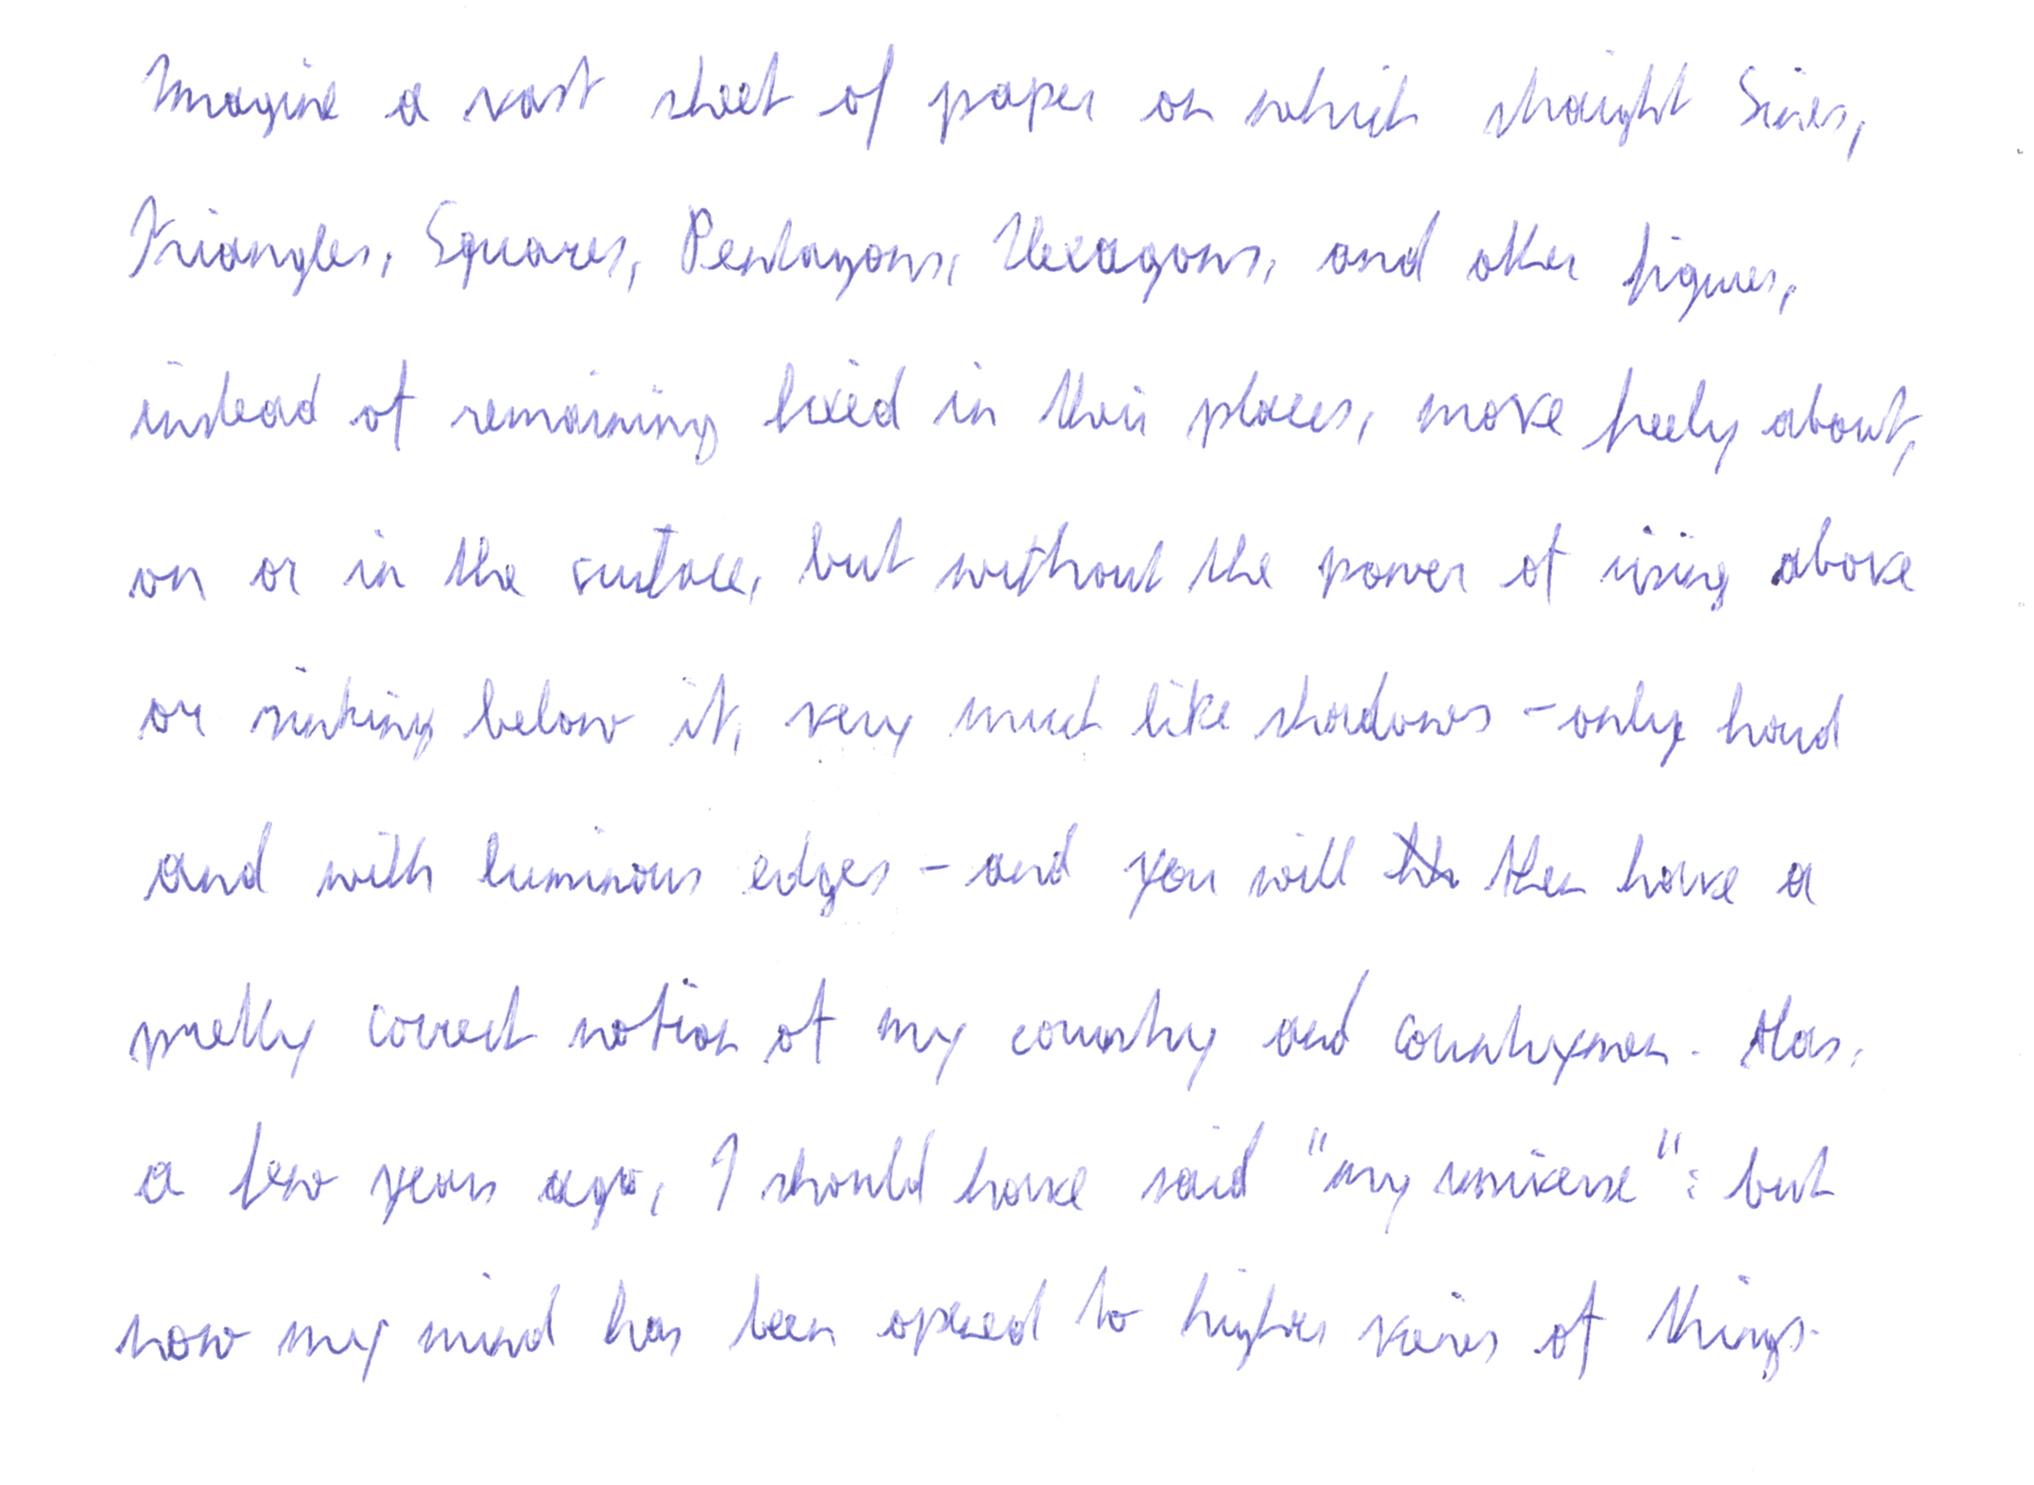 Imagine a vast sheet of paper on which straight Lines,
Triangles, Squares, Pentagons, Hexagons, and other figures,
instead of remaining fixed in their places, move freely about,
on or in the surface, but without the power of rising above
or sinking below it, very much like shadows - only hard
and with luminous edges - and you will then have a
pretty correct notion of my country and countrymen. Alas,
a few years ago, I should have said "my universe": but
now my mind has been opened to higher views of things.